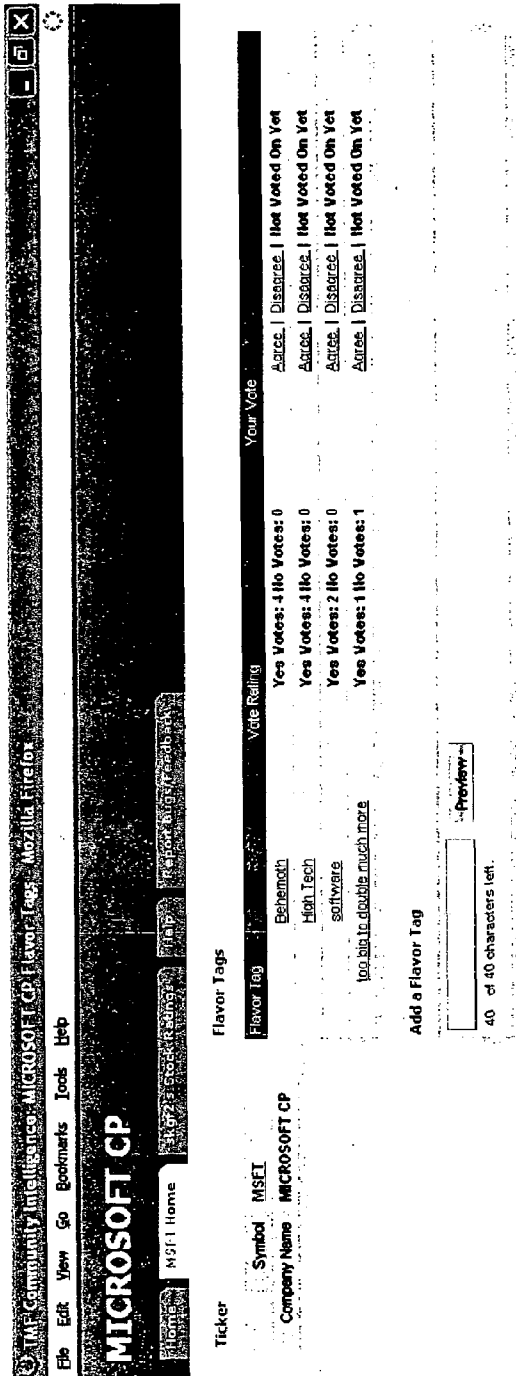 TMF Community Intelligence: MICROSOFT CP Flavor Tags - Mozilla Firefox
File Edit View Go Bookmarks Tools Help
MICROSOFT CP
Home MSFT Home Stock Ratings Help Report Bugs/Feedback
Ticker
Symbol MSFT
Company Name MICROSOFT CP
Flavor Tags
Flavor Tag Vote Rating Your Vote
Behemoth Yes Votes: 4 No Votes: 0 Agree | Disagree | Not Voted On Yet
High Tech Yes Votes: 4 No Votes: 0 Agree | Disagree | Not Voted On Yet
software Yes Votes: 2 No Votes: 0 Agree | Disagree | Not Voted On Yet
too big to double much more Yes Votes: 1 No Votes: 1 Agree | Disagree | Not Voted On Yet
Add a Flavor Tag
Preview
40 of 40 characters left.